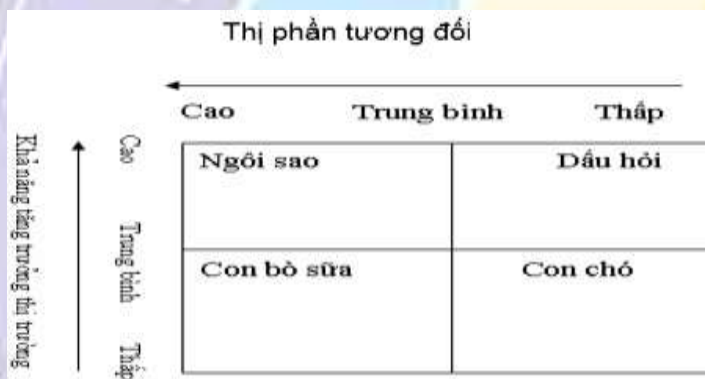 Thị phần tương đối
Cao Trung bình Thấp
Khả năng tăng trưởng thị trường
Cao Trung bình Thấp
Ngôi sao Dấu hỏi
Con bò sữa Con chó